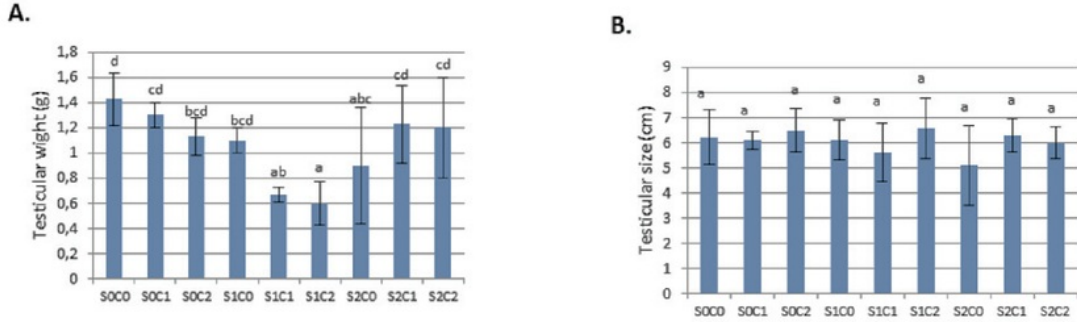 A.
Testicular wight (g)
1,8
1,6
1,4
1,2
1
0,8
0,6
0,4
0,2
0
d
cd
bcd
bcd
ab
a
abc
cd
cd
S0C0 S0C1 S0C2 S1C0 S1C1 S1C2 S2C0 S2C1 S2C2
B.
Testicular size (cm)
9
8
7
6
5
4
3
2
1
0
a
a
a
a
a
a
a
a
a
S0C0 S0C1 S0C2 S1C0 S1C1 S1C2 S2C0 S2C1 S2C2